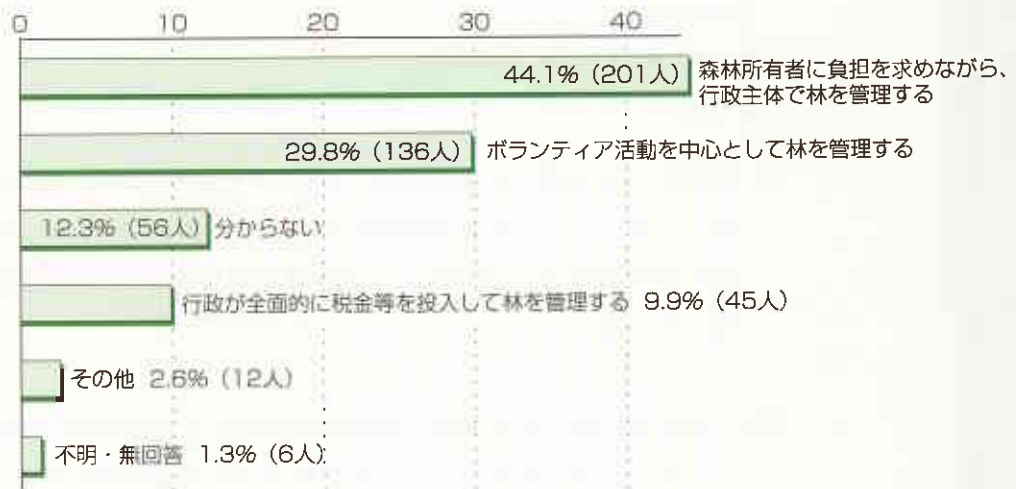 0 10 20 30 40
44.1%（201人） 森林所有者に負担を求めながら、
行政主体で林を管理する
29.8%（136人） ボランティア活動を中心として林を管理する
12.3%（56人） 分からない
行政が全面的に税金等を投入して林を管理する 9.9%（45人）
その他 2.6%（12人）
不明・無回答 1.3%（6人）